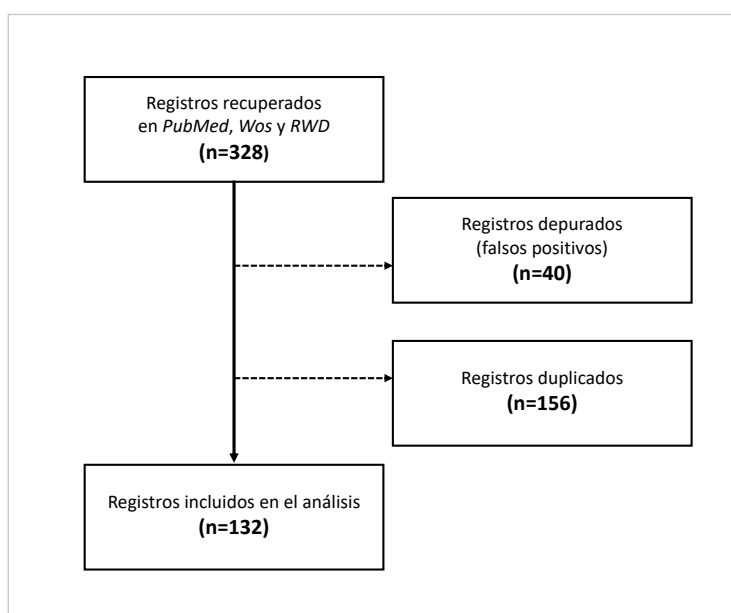 Registros recuperados
en PubMed, Wos y RWD
(n=328)
Registros depurados
(falsos positivos)
(n=40)
Registros duplicados
(n=156)
Registros incluidos en el análisis
(n=132)